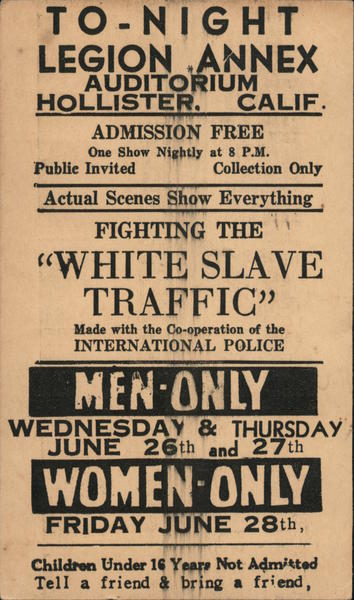 TO-NIGHT
LEGION ANNEX
AUDITORIUM
HOLLISTER, CALIF.
ADMISSION FREE
One Show Nightly at 8 P.M.
Public Invited Collection Only
Actual Scenes Show Everything
FIGHTING THE
“WHITE SLAVE
TRAFFIC”
Made with the Co-operation of the
INTERNATIONAL POLICE
MEN-ONLY
WEDNESDAY & THURSDAY
JUNE 26th and 27th
WOMEN-ONLY
FRIDAY JUNE 28th,
Children Under 16 Years Not Admitted
Tell a friend & bring a friend,